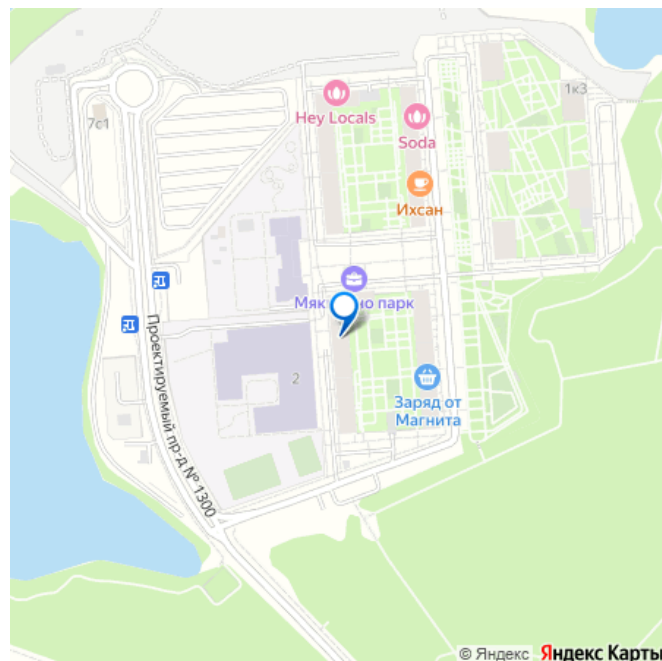 Hey Locals
1к3
7с1
Soda
Ихсан
Проектируемый пр-д № 1300
2
Заряд от
Магнита
© Яндекс Яндекс Карты